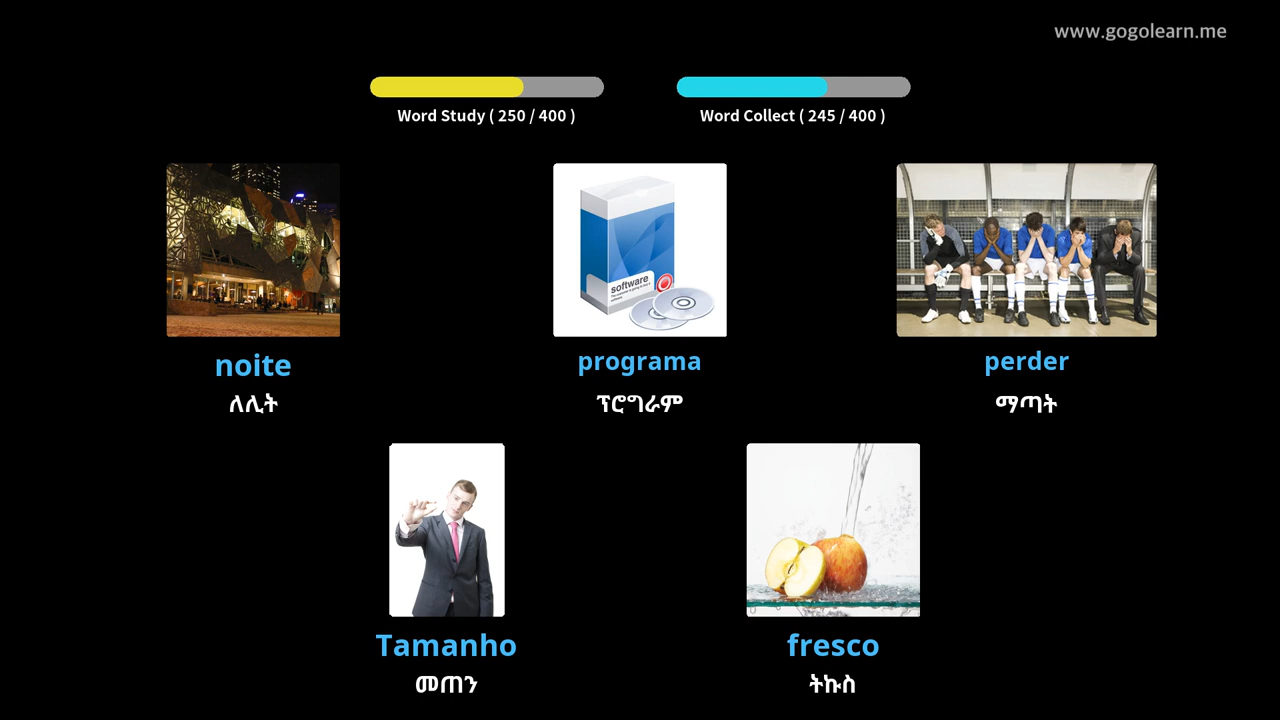 www.gogolearn.me
Word Study ( 250 / 400 )
Word Collect ( 245 / 400 )
software
noite
programa
perder
ለሊት
ፕሮግራም
ማጣት
Tamanho
fresco
መጠን
ትኩስ